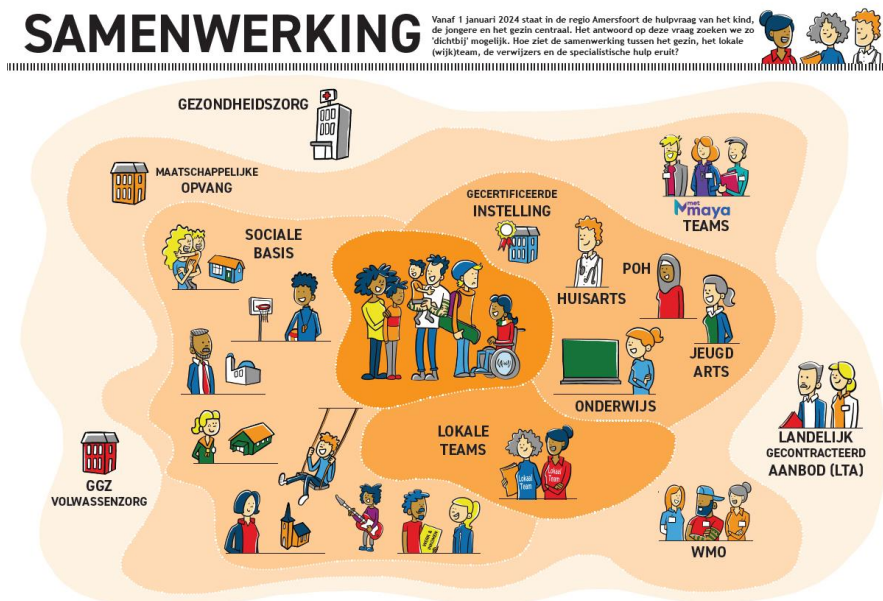 SAMENWERKING
Vanaf 1 januari 2024 staat in de regio Amersfoort de hulpvraag van het kind,
de jongere en het gezin centraal. Het antwoord op deze vraag zoeken we zo
'dichtbij' mogelijk. Hoe ziet de samenwerking tussen het gezin, het lokale
(wijk)team, de verwijzers en de specialistische hulp eruit?
GEZONDHEIDSZORG
MAATSCHAPPELIJKE
OPVANG
GECERTIFICEERDE
INSTELLING
met
maya
TEAMS
SOCIALE
BASIS
HUISARTS
POH
JEUGD
ARTS
ONDERWIJS
LOKALE
TEAMS
Lokaal
Team
Lokaal
Team
LANDELIJK
GECONTRACTEERD
AANBOD (LTA)
GGZ
VOLWASSENZORG
WMO